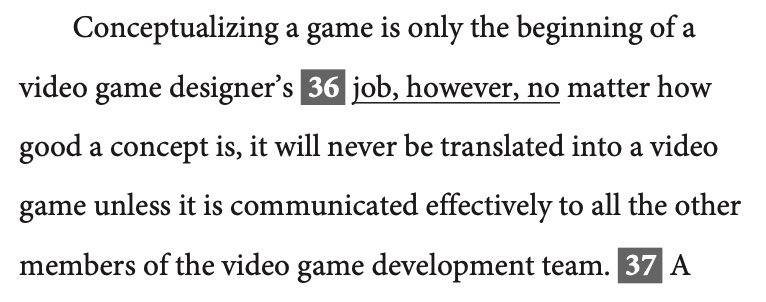 Conceptualizing a game is only the beginning of a
video game designer’s 36 job, however, no matter how
good a concept is, it will never be translated into a video
game unless it is communicated effectively to all the other
members of the video game development team. 37 A